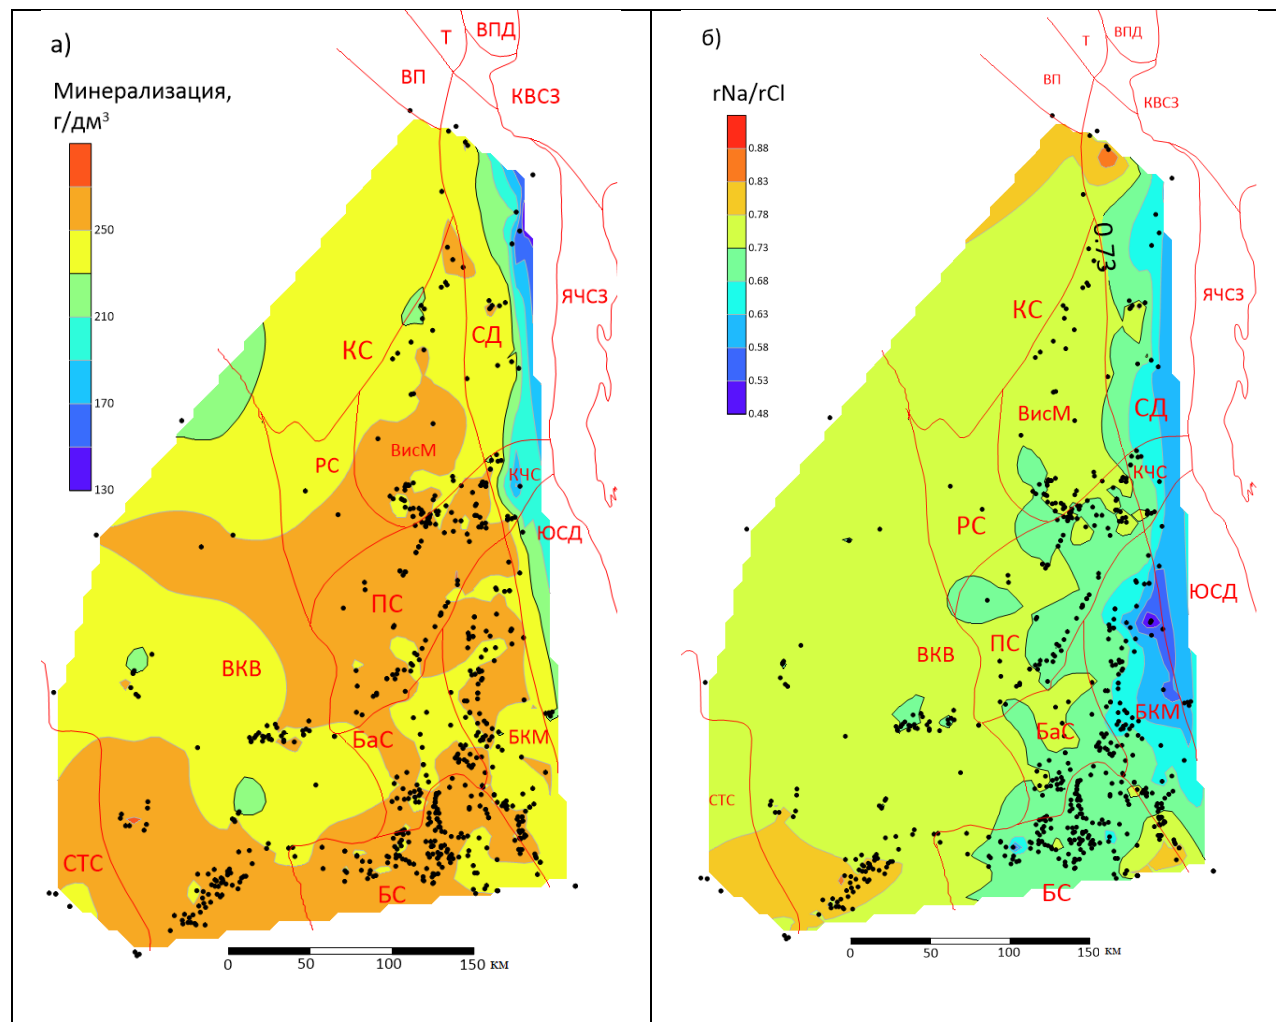 а)
Минерализация,
г/дм³
250
210
170
130
Т
ВПД
ВП
КВСЗ
ЯЧСЗ
КС
СД
РС
ВисМ
КЧС
ЮСД
ПС
ВКВ
БаС
БКМ
СТС
БС
0
50
100
150 км
б)
rNa/rCl
0.88
0.83
0.78
0.73
0.68
0.63
0.58
0.53
0.48
Т
ВПД
ВП
КВСЗ
0.73
ЯЧСЗ
КС
ВисМ
СД
КЧС
РС
ЮСД
ПС
ВКВ
БаС
БКМ
СТС
БС
0
50
100
150 км